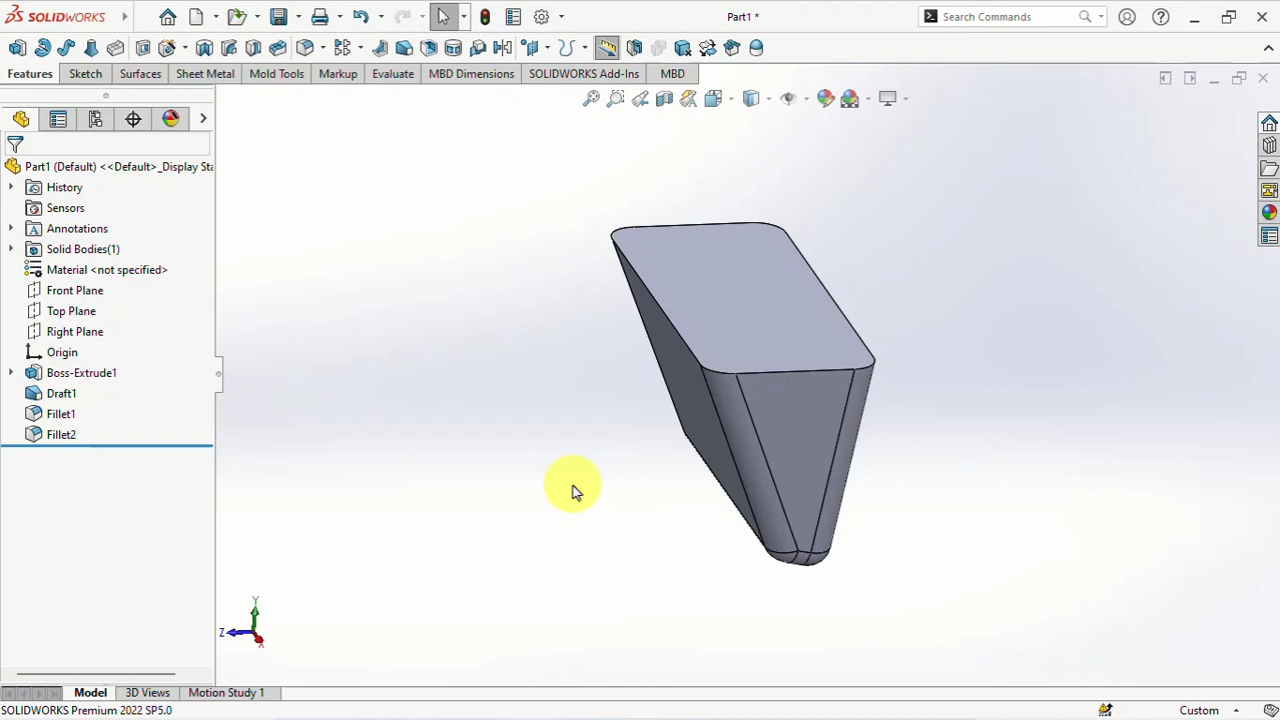 SOLIDWORKS
Part1 *
Search Commands
Features
Sketch
Surfaces
Sheet Metal
Mold Tools
Markup
Evaluate
MBD Dimensions
SOLIDWORKS Add-Ins
MBD
Part1 (Default) <<Default>_Display Sta
History
Sensors
Annotations
Solid Bodies(1)
Material <not specified>
Front Plane
Top Plane
Right Plane
Origin
Boss-Extrude1
Draft1
Fillet1
Fillet2
Y
Z
X
Model
3D Views
Motion Study 1
SOLIDWORKS Premium 2022 SP5.0
Custom